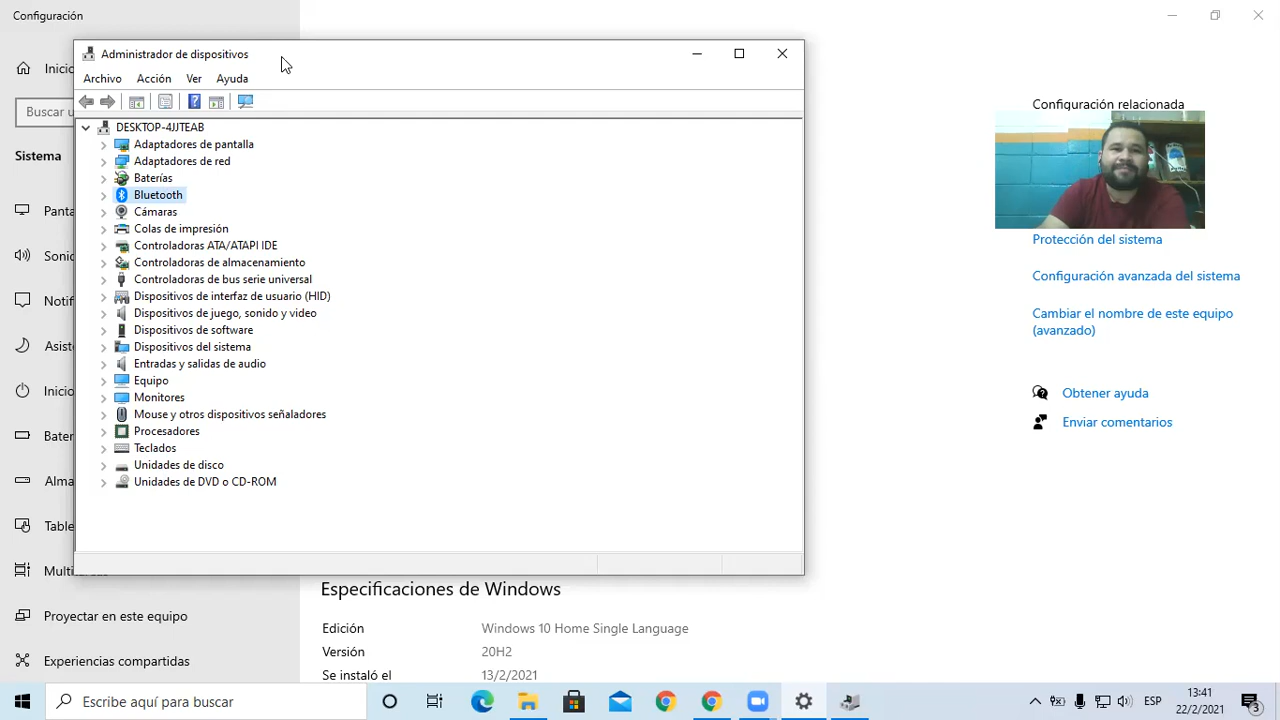 Configuración
Administrador de dispositivos
Inicio
Archivo Acción Ver Ayuda
Buscar u
DESKTOP-4JJTEAB
Adaptadores de pantalla
Adaptadores de red
Baterías
Bluetooth
Cámaras
Colas de impresión
Controladoras ATA/ATAPI IDE
Controladoras de almacenamiento
Controladoras de bus serie universal
Dispositivos de interfaz de usuario (HID)
Dispositivos de juego, sonido y video
Dispositivos de software
Dispositivos del sistema
Entradas y salidas de audio
Equipo
Monitores
Mouse y otros dispositivos señaladores
Procesadores
Teclados
Unidades de disco
Unidades de DVD o CD-ROM
Sistema
Panta
Sonid
Notif
Asist
Inicio
Bater
Alma
Table
Multitareas
Proyectar en este equipo
Experiencias compartidas
Especificaciones de Windows
Edición Windows 10 Home Single Language
Versión 20H2
Se instaló el 13/2/2021
Configuración relacionada
Protección del sistema
Configuración avanzada del sistema
Cambiar el nombre de este equipo
(avanzado)
Obtener ayuda
Enviar comentarios
Escribe aquí para buscar
ESP
13:41
22/2/2021
3